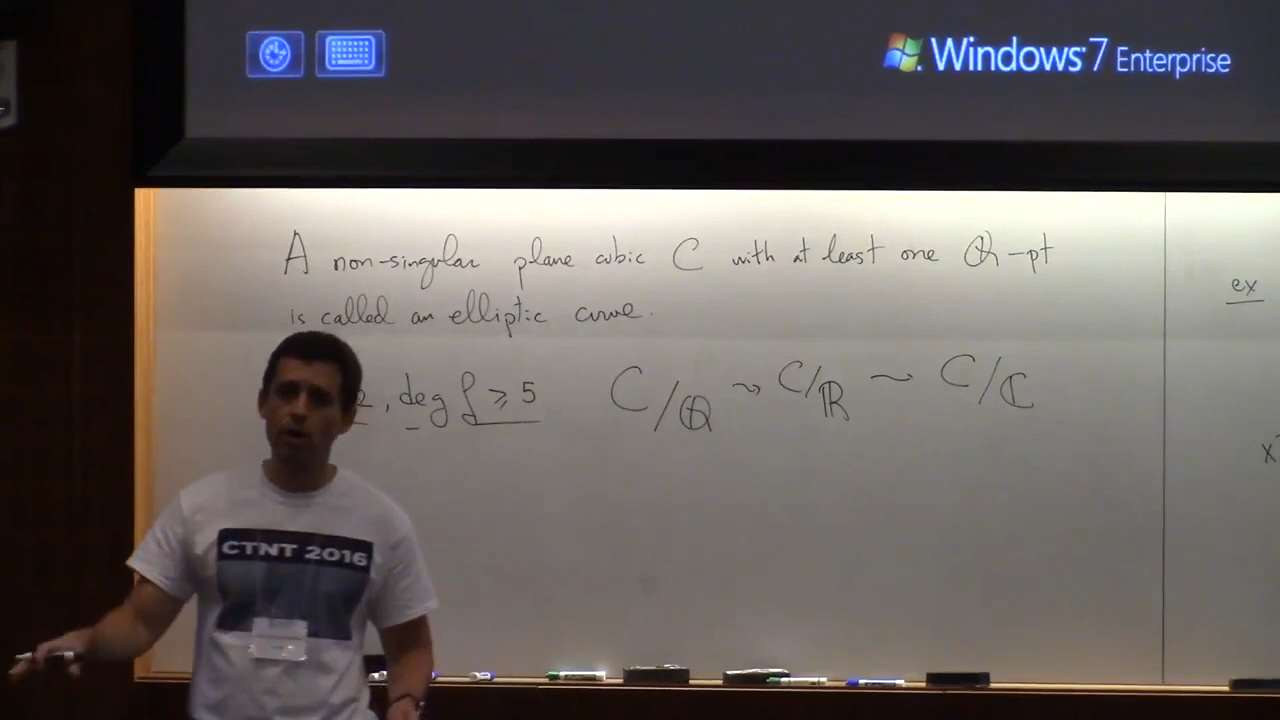 Windows 7 Enterprise
A non-singular plane cubic C with at least one ℚ-pt
is called an elliptic curve.
ex
2, deg f ≥ 5 C/ℚ ⤳ C/ℝ ⤳ C/ℂ
x
CTNT 2016